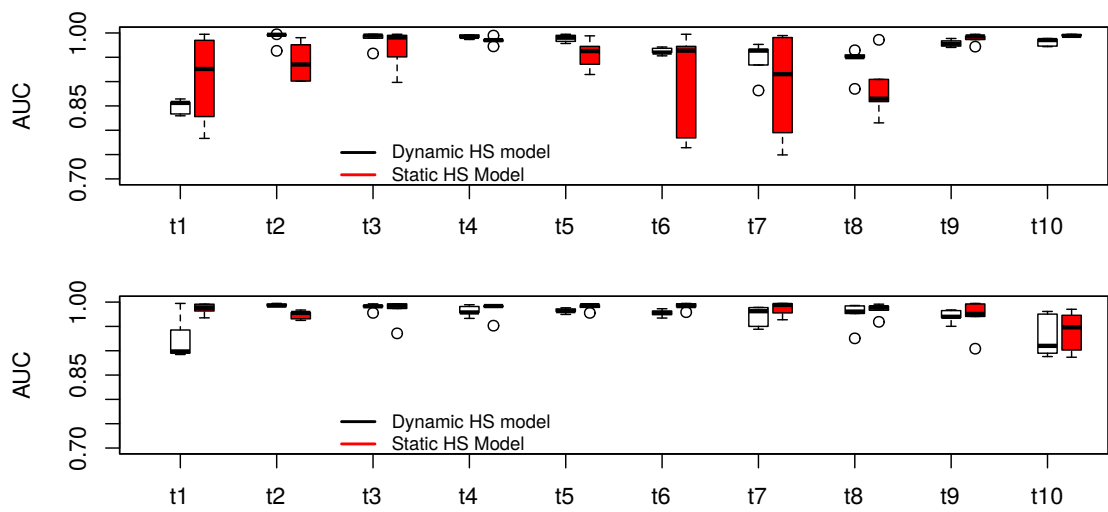 AUC
1.00
0.85
0.70
Dynamic HS model
Static HS Model
t1 t2 t3 t4 t5 t6 t7 t8 t9 t10
AUC
1.00
0.85
0.70
Dynamic HS model
Static HS Model
t1 t2 t3 t4 t5 t6 t7 t8 t9 t10